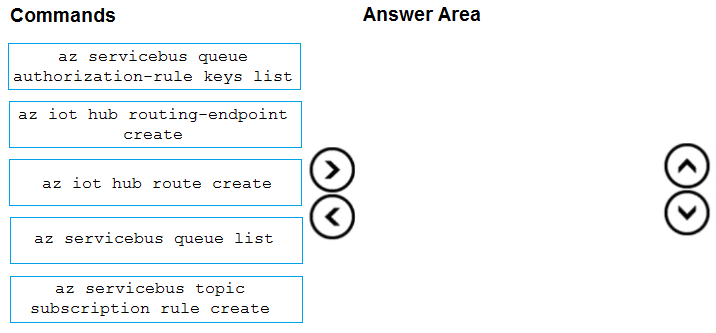 Commands
Answer Area
az servicebus queue
authorization-rule keys list
az iot hub routing-endpoint
create
az iot hub route create
az servicebus queue list
az servicebus topic
subscription rule create